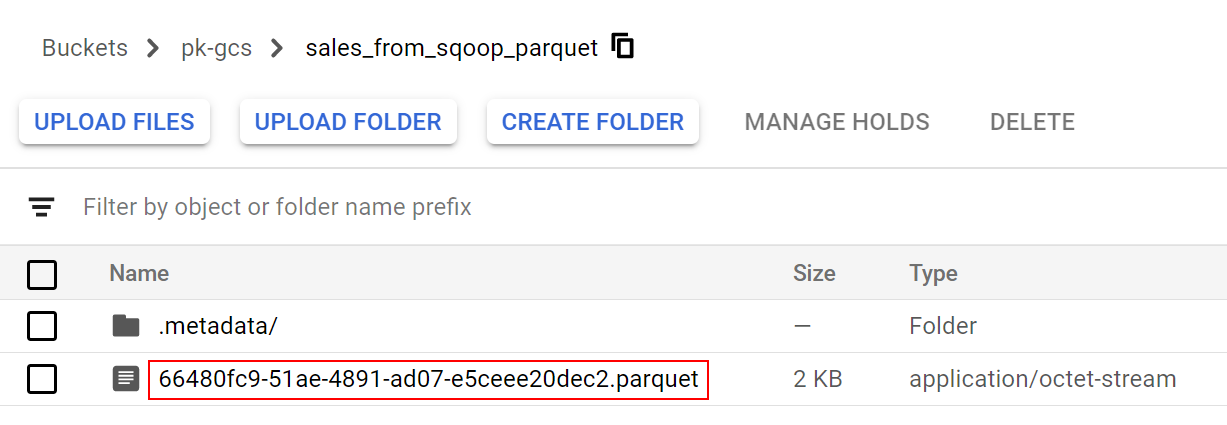 Buckets > pk-gcs > sales_from_sqoop_parquet
UPLOAD FILES UPLOAD FOLDER CREATE FOLDER MANAGE HOLDS DELETE
Filter by object or folder name prefix
Name Size Type
.metadata/ — Folder
66480fc9-51ae-4891-ad07-e5ceee20dec2.parquet 2 KB application/octet-stream